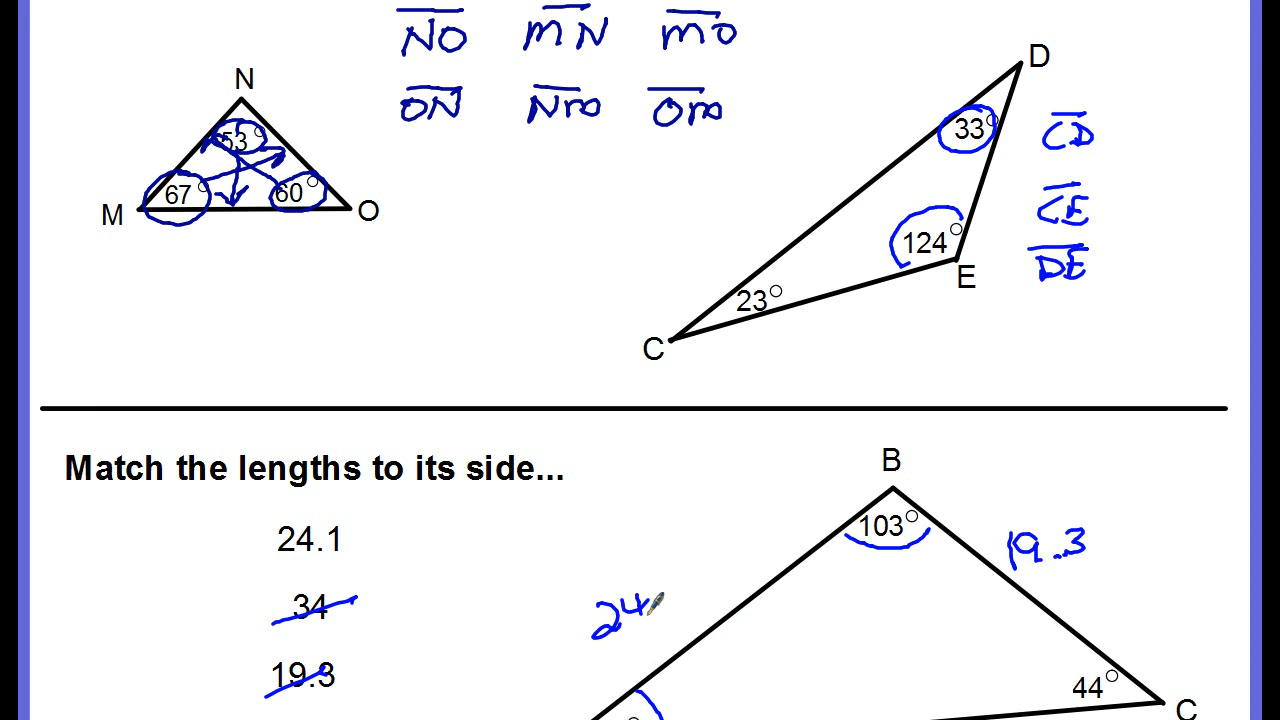 NO MN MO
ON NM OM
N
53°
67° 60°
M O
D
33°
CD
CE
124°
DE
E
23°
C
Match the lengths to its side...
24.1
34
19.3
B
103°
19.3
24
44°
C